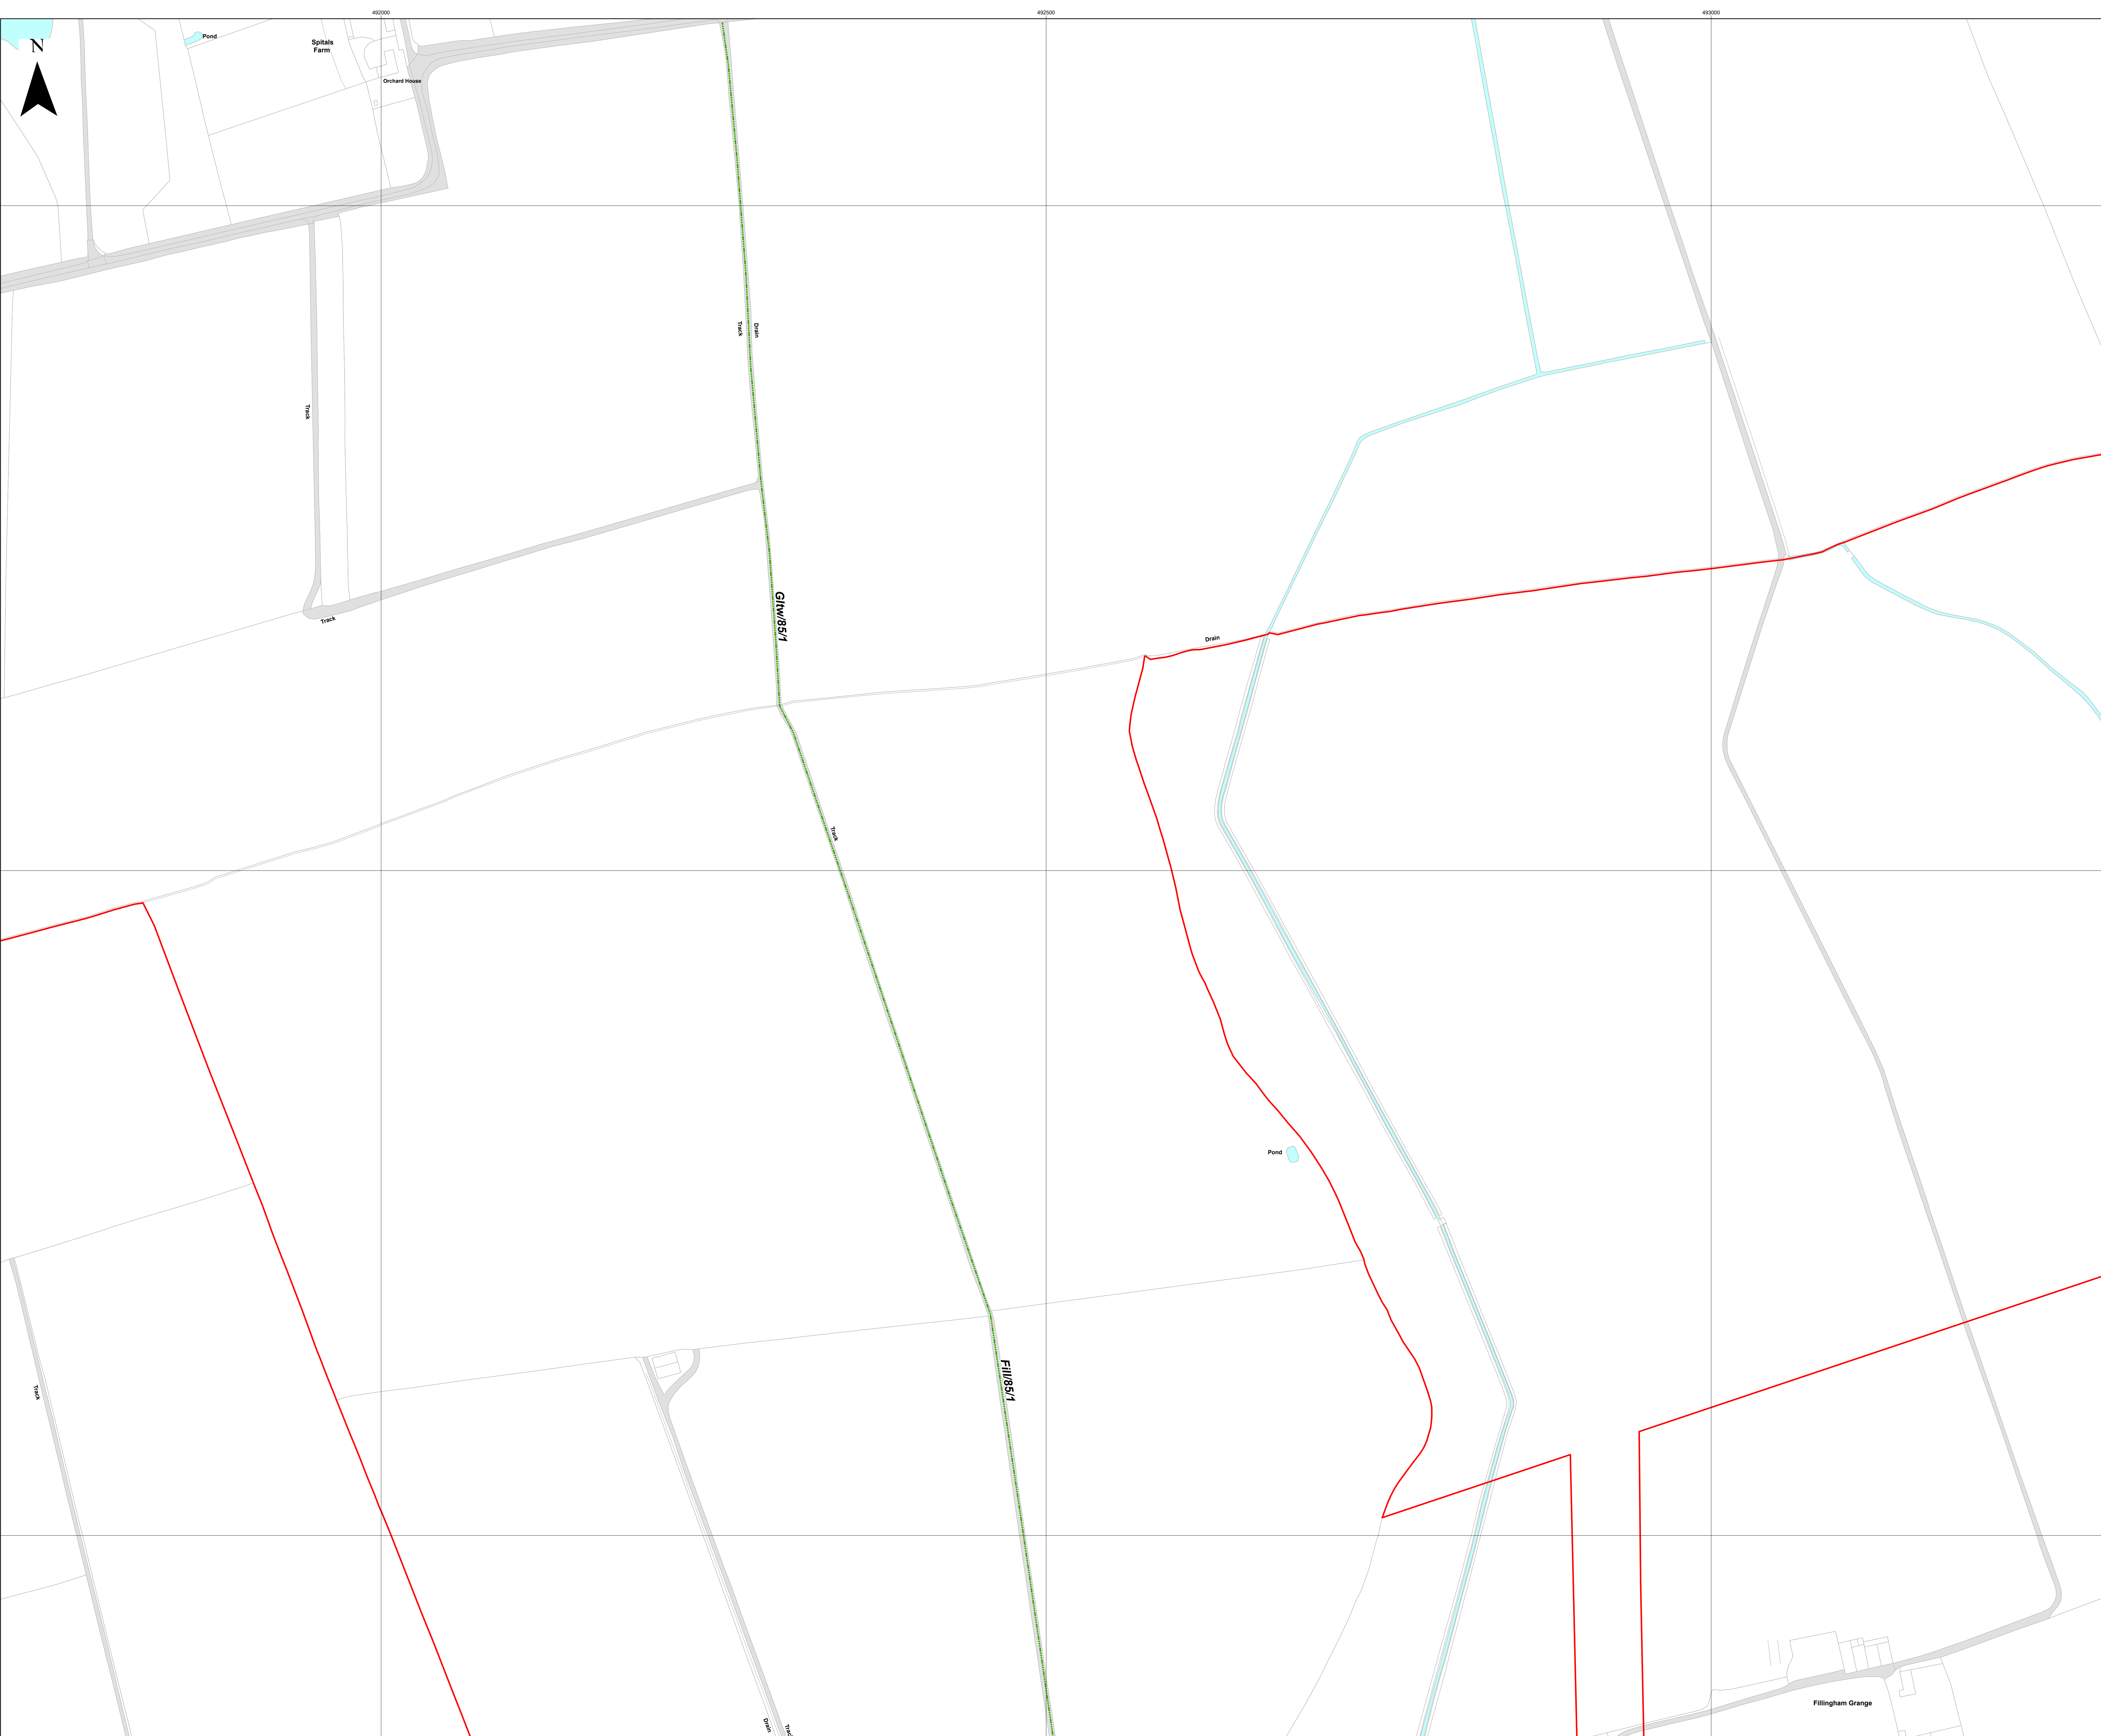 492000
492500
493000
N
Pond
Spitals
Farm
Orchard House
Track
Drain
Track
Gltw/85/1
Track
Drain
Track
Pond
Fill/85/1
Track
Fillingham Grange
Drain
Track